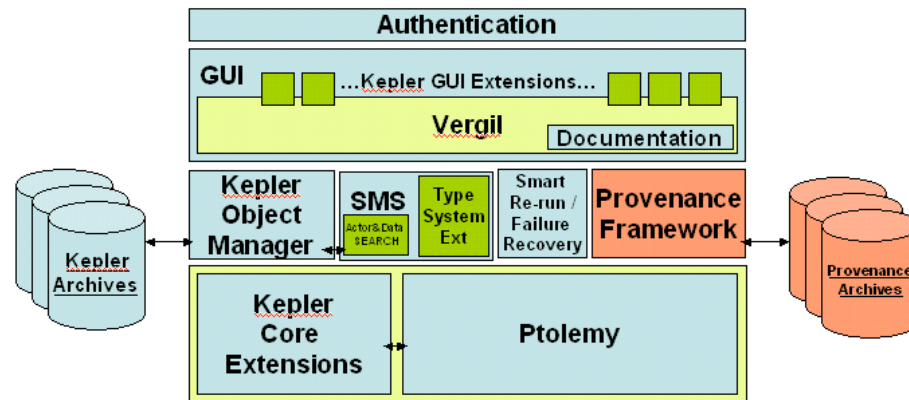 Authentication
GUI
...Kepler GUI Extensions...
Vergil
Documentation
Kepler
Object
Manager
SMS
Actor&Data
SEARCH
Type
System
Ext
Smart
Re-run /
Failure
Recovery
Provenance
Framework
Kepler
Archives
Provenance
Archives
Kepler
Core
Extensions
Ptolemy